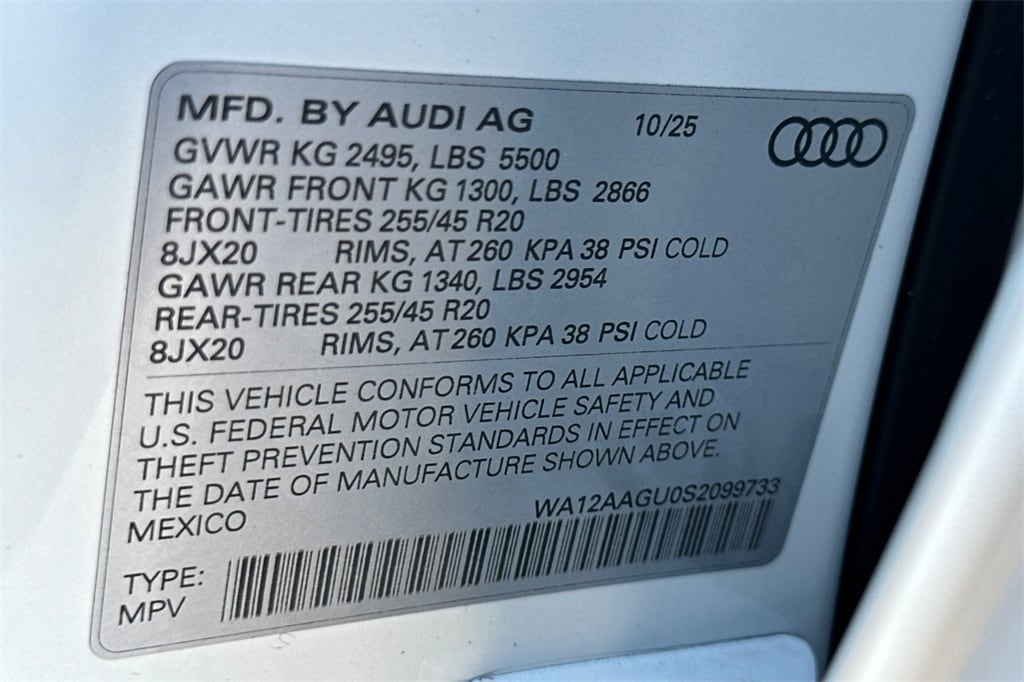 MFD. BY AUDI AG 10/25
GVWR KG 2495, LBS 5500
GAWR FRONT KG 1300, LBS 2866
FRONT-TIRES 255/45 R20
8JX20 RIMS, AT 260 KPA 38 PSI COLD
GAWR REAR KG 1340, LBS 2954
REAR-TIRES 255/45 R20
8JX20 RIMS, AT 260 KPA 38 PSI COLD
THIS VEHICLE CONFORMS TO ALL APPLICABLE
U.S. FEDERAL MOTOR VEHICLE SAFETY AND
THEFT PREVENTION STANDARDS IN EFFECT ON
THE DATE OF MANUFACTURE SHOWN ABOVE.
MEXICO WA12AAGU0S2099733
TYPE:
MPV